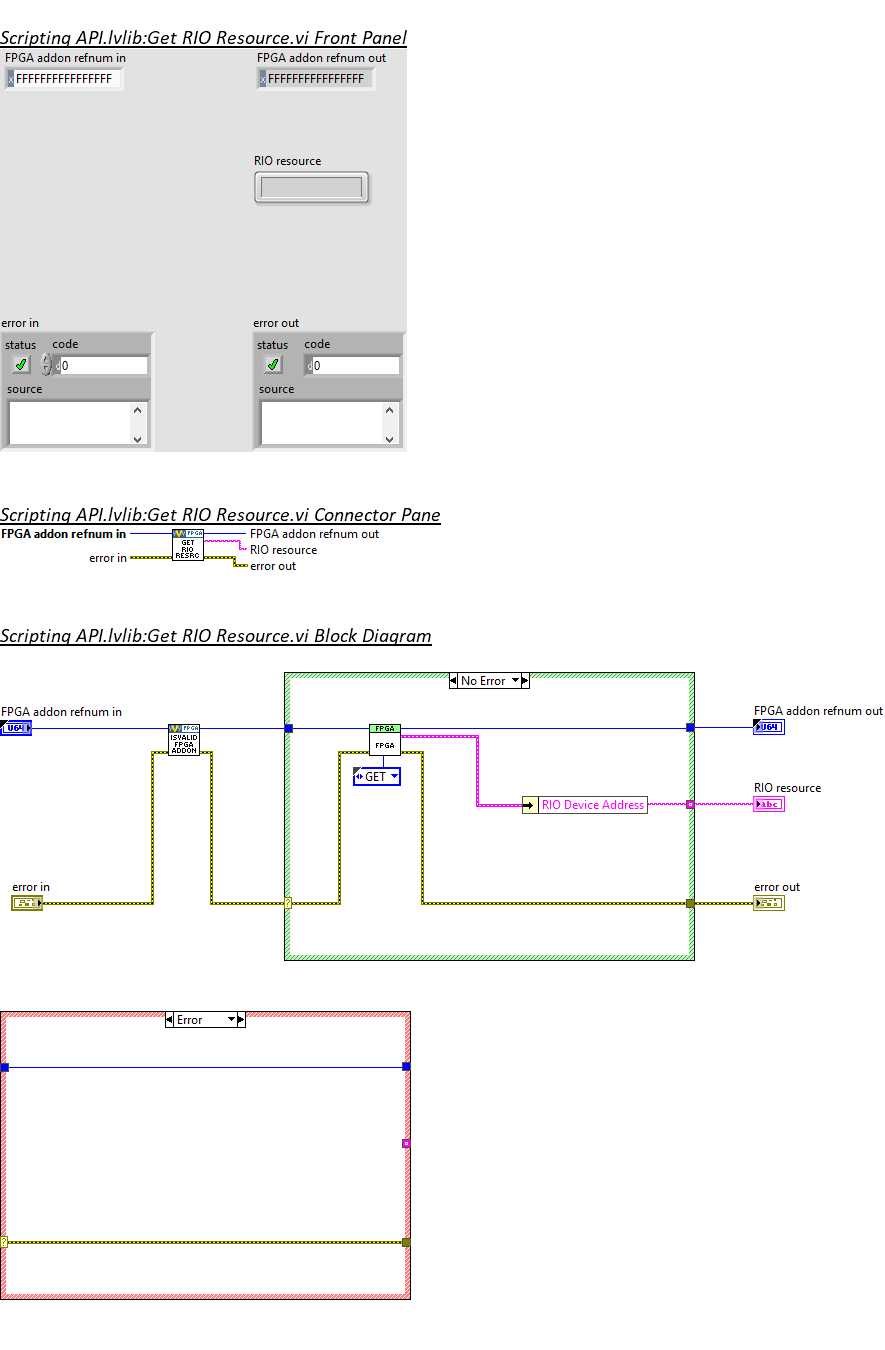 Scripting API.lvlib:Get RIO Resource.vi Front Panel
FPGA addon refnum in
FPGA addon refnum out
x FFFFFFFFFFFFFFFF
x FFFFFFFFFFFFFFFF
RIO resource
error in
error out
status
code
status
code
d 0
d 0
source
source
Scripting API.lvlib:Get RIO Resource.vi Connector Pane
FPGA addon refnum in
FPGA
GET
RIO
RESRC
FPGA addon refnum out
RIO resource
error in
error out
Scripting API.lvlib:Get RIO Resource.vi Block Diagram
No Error
FPGA addon refnum in
FPGA addon refnum out
U64
FPGA
ISVALID
FPGA
ADDON
FPGA
FPGA
U64
GET
RIO resource
RIO Device Address
abc
error in
error out
?
Error
?